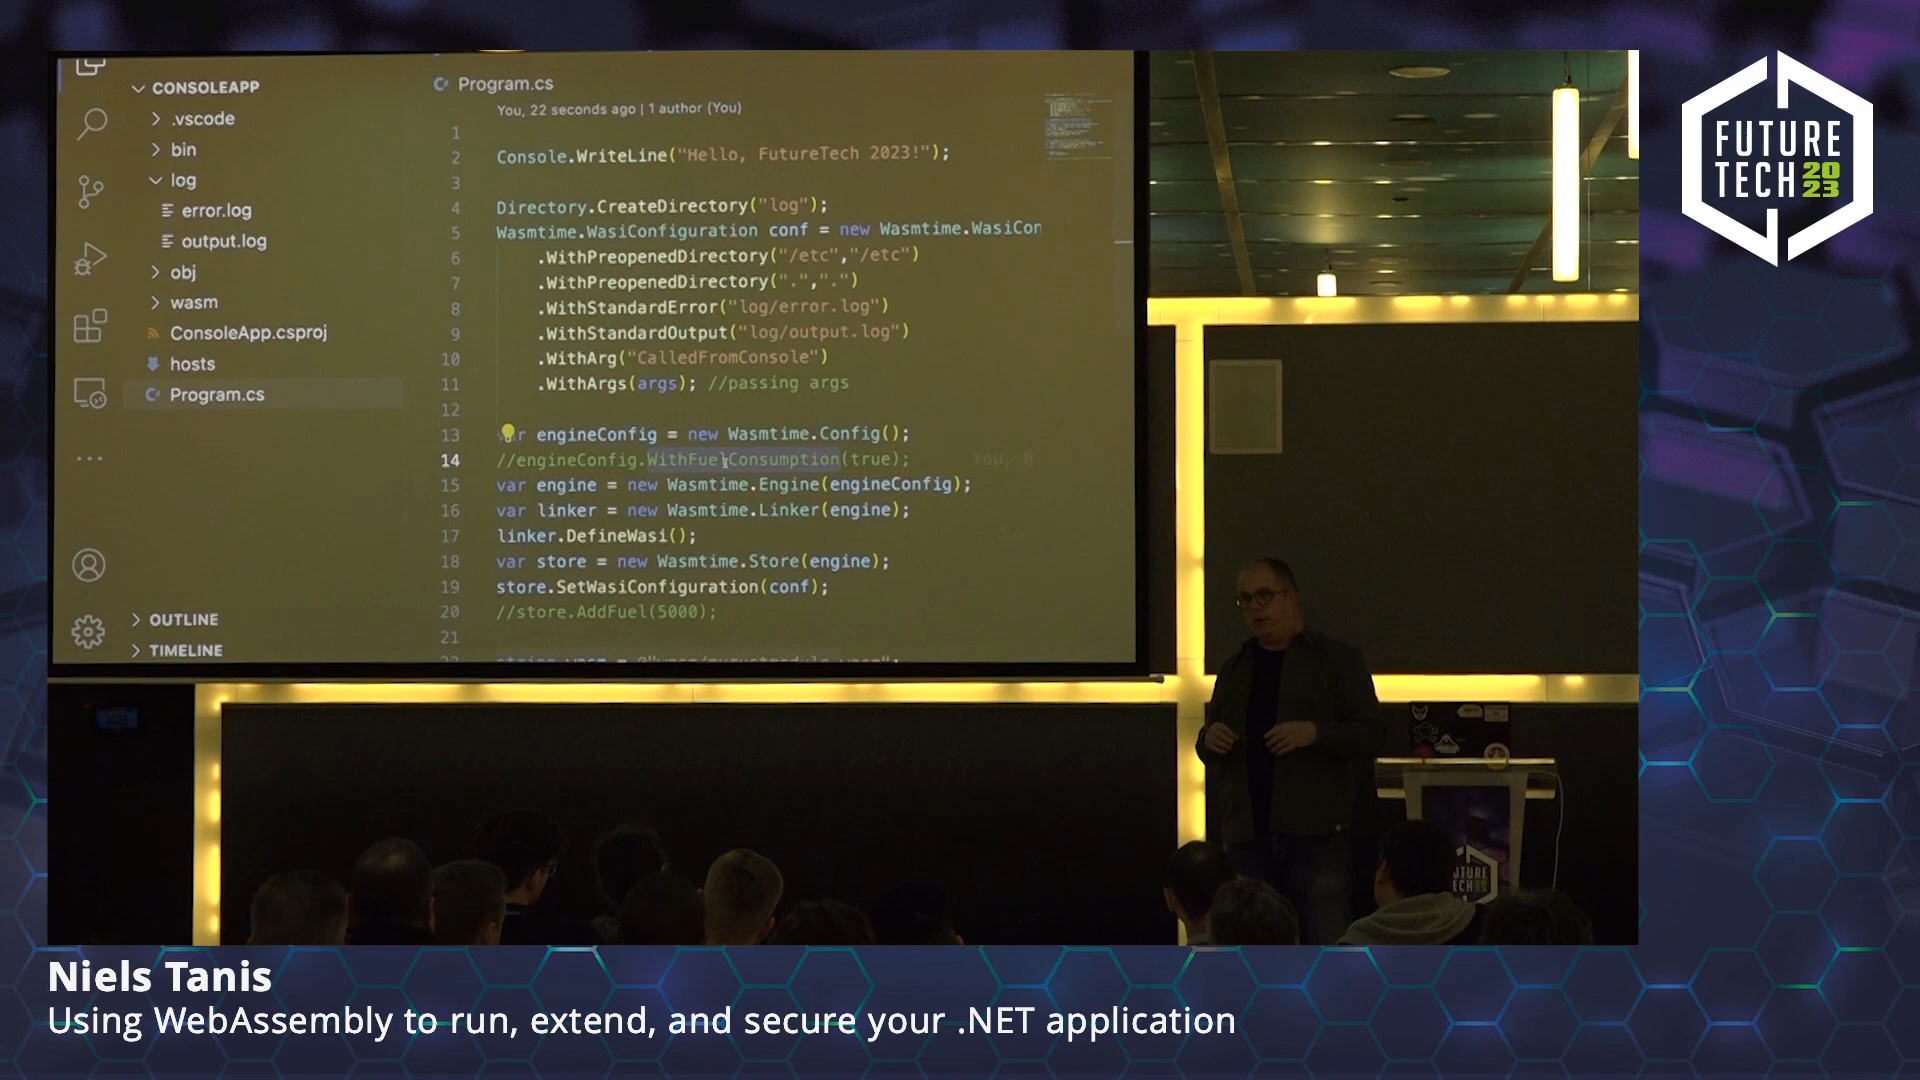 CONSOLEAPP
.vscode
bin
log
error.log
output.log
obj
wasm
ConsoleApp.csproj
hosts
Program.cs
OUTLINE
TIMELINE
Program.cs
You, 22 seconds ago | 1 author (You)
1
2 Console.WriteLine("Hello, FutureTech 2023!");
3
4 Directory.CreateDirectory("log");
5 Wasmtime.WasiConfiguration conf = new Wasmtime.WasiCon
6 .WithPreopenedDirectory("/etc","/etc")
7 .WithPreopenedDirectory(".",".")
8 .WithStandardError("log/error.log")
9 .WithStandardOutput("log/output.log")
10 .WithArg("CalledFromConsole")
11 .WithArgs(args); //passing args
12
13 var engineConfig = new Wasmtime.Config();
14 //engineConfig.WithFuelConsumption(true); You, B
15 var engine = new Wasmtime.Engine(engineConfig);
16 var linker = new Wasmtime.Linker(engine);
17 linker.DefineWasi();
18 var store = new Wasmtime.Store(engine);
19 store.SetWasiConfiguration(conf);
20 //store.AddFuel(5000);
21
FUTURE
TECH 2023
Niels Tanis
Using WebAssembly to run, extend, and secure your .NET application